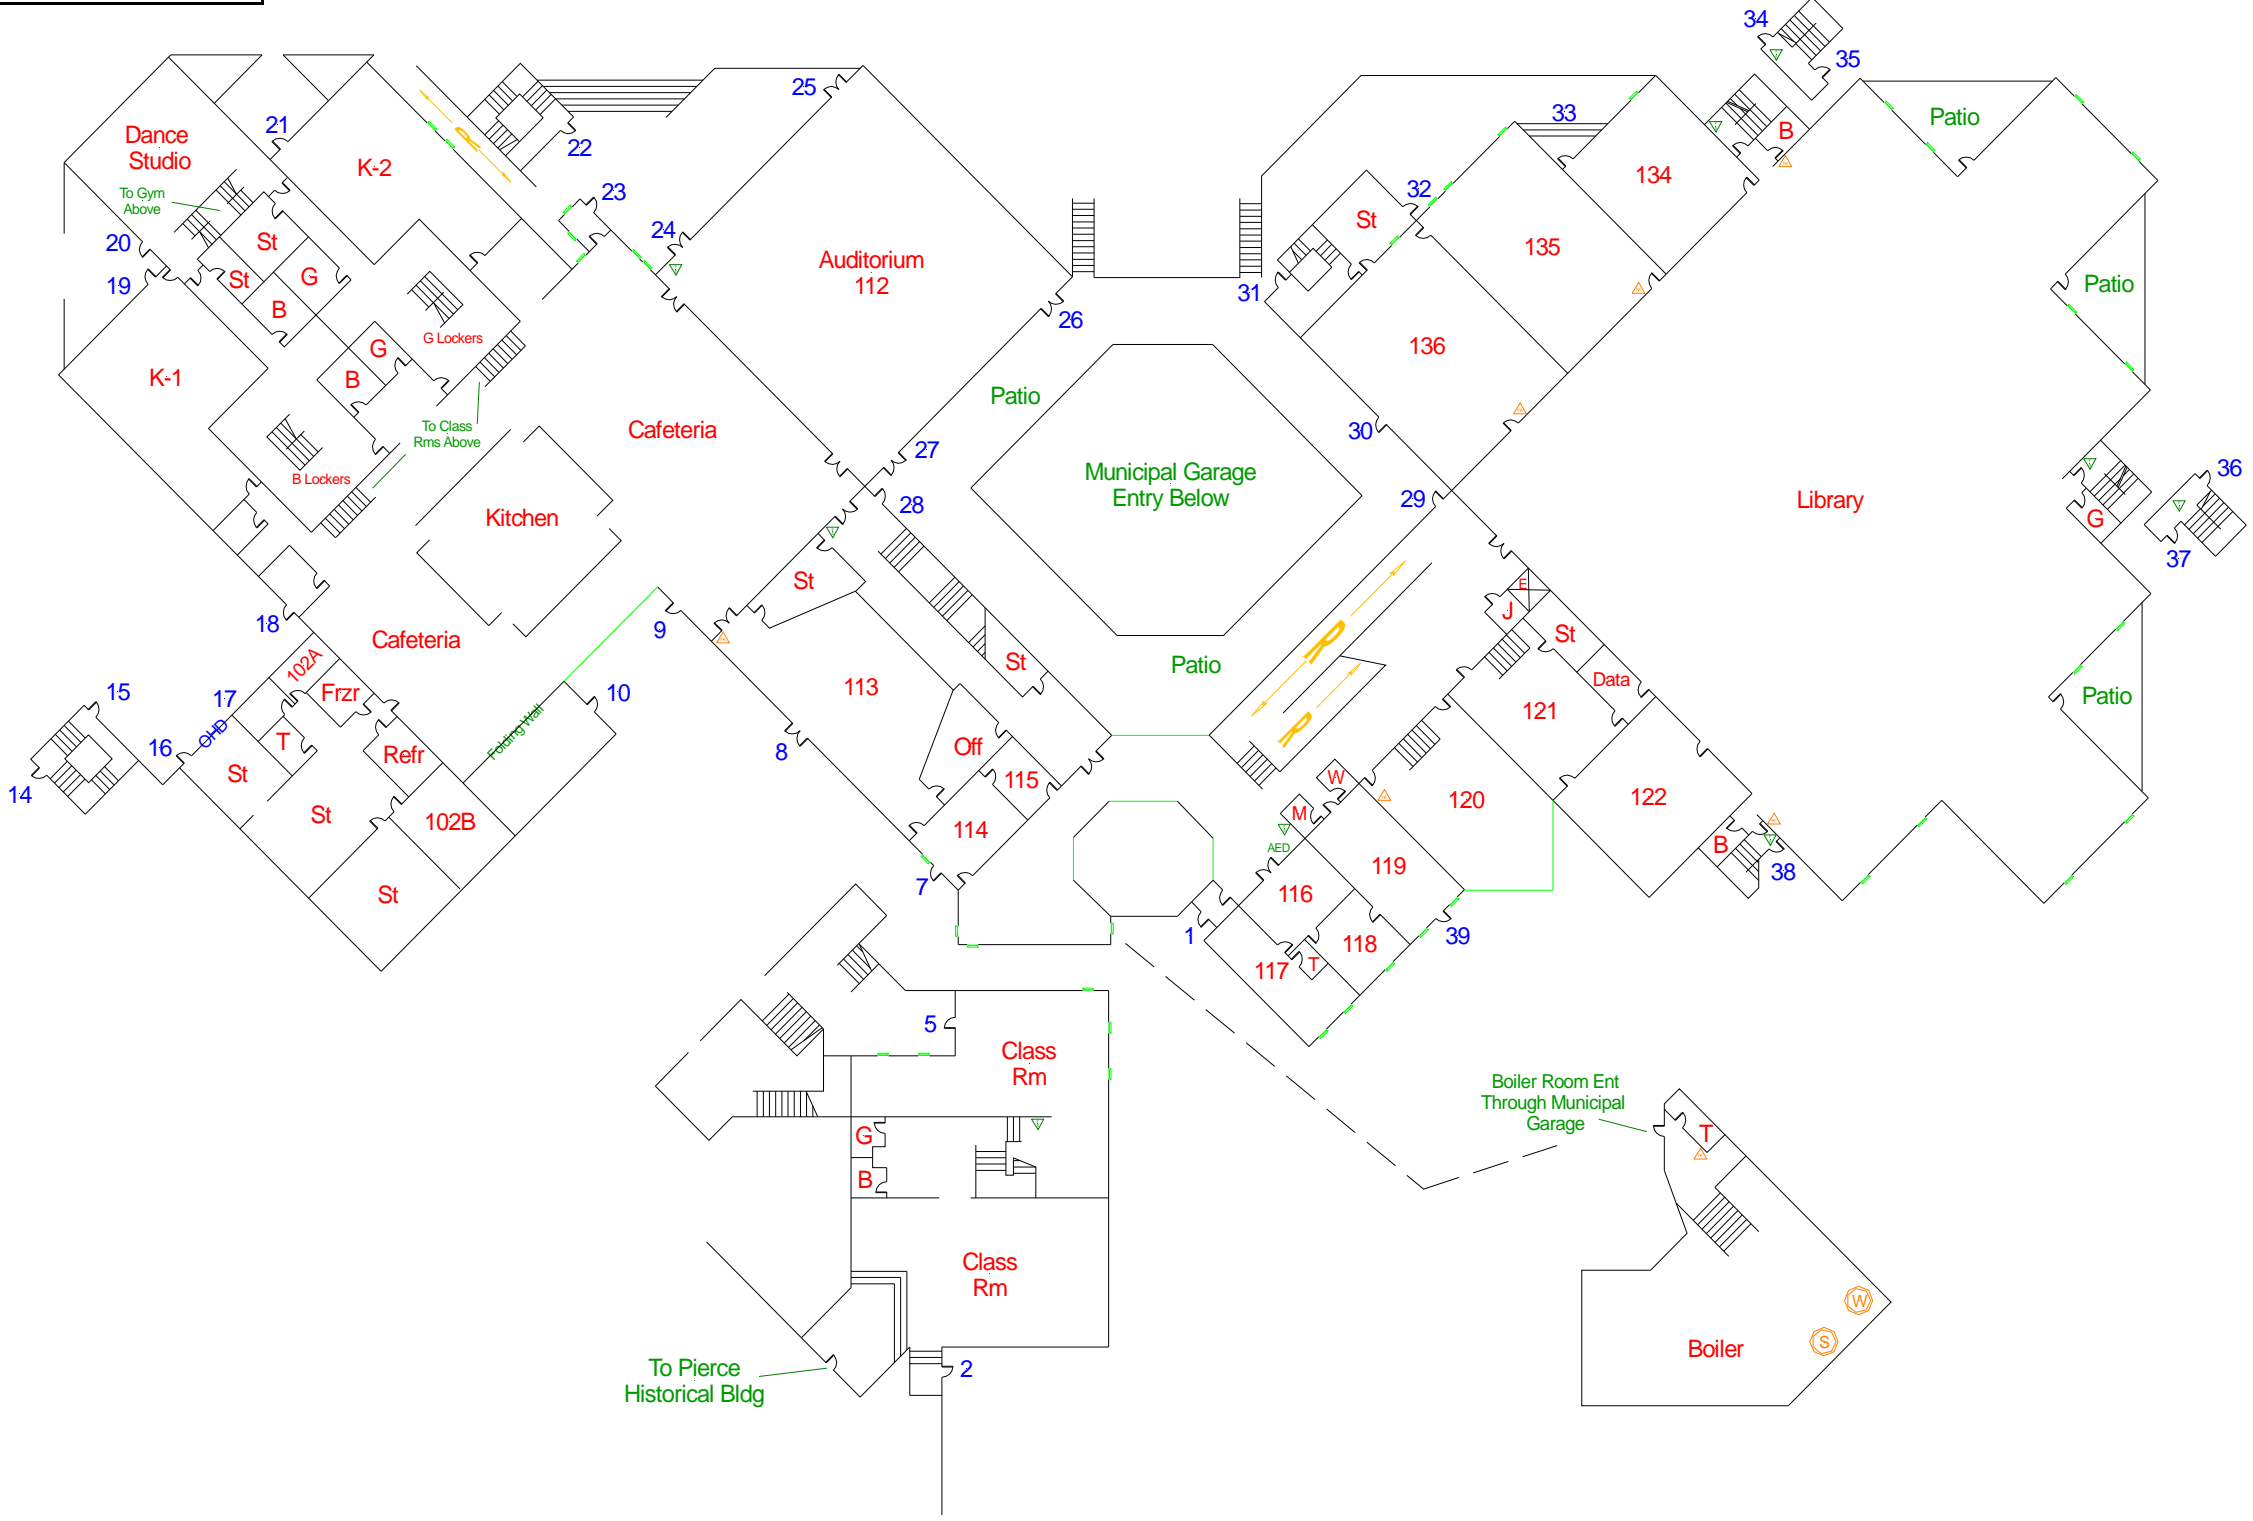 34
35
25
21
22
33
Dance
Studio
K-2
R
To Gym
Above
23
20
19
24
St
St
G
B
G Lockers
G
B
K-1
To Class
Rms Above
B Lockers
Auditorium
112
26
27
28
Cafeteria
Kitchen
Cafeteria
Patio
Municipal Garage
Entry Below
Patio
31
32
St
134
135
136
B
30
29
Patio
Patio
Patio
Library
36
37
G
18
102A
Frzr
17
OHD
15
16
14
T
St
Refr
St
102B
St
Folding Wall
10
9
8
7
St
113
St
Off
115
114
R
R
E
J
St
Data
121
120
122
W
M
AED
119
116
118
117
T
1
39
B
38
5
Class
Rm
G
B
Class
Rm
2
To Pierce
Historical Bldg
Boiler Room Ent
Through Municipal
Garage
T
W
S
Boiler